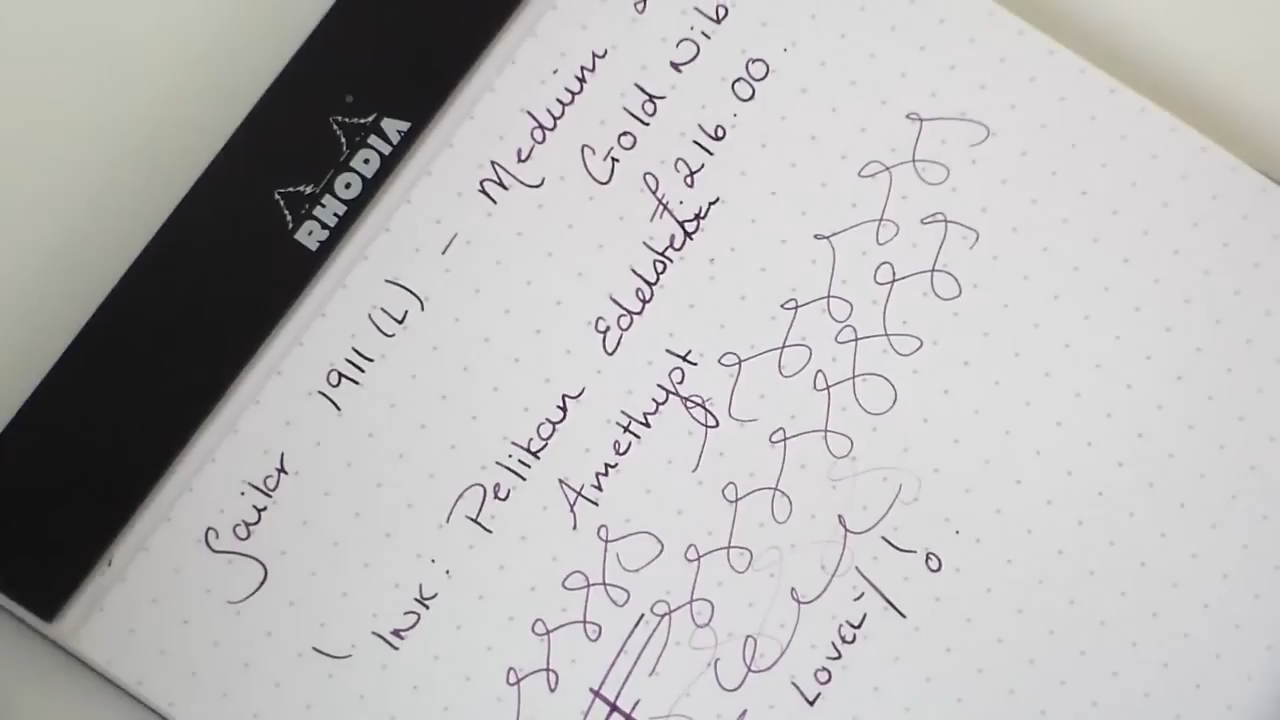 RHODIA
Sailor 1911 (L) - Medium
Gold Nib
£216.00.
Ink: Pelikan Edelstein
Amethyst
LOVELY!